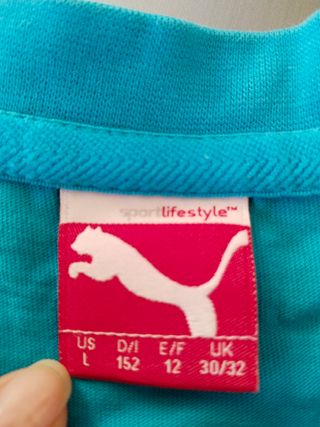 sportlifestyle™
US D/I E/F UK
L 152 12 30/32